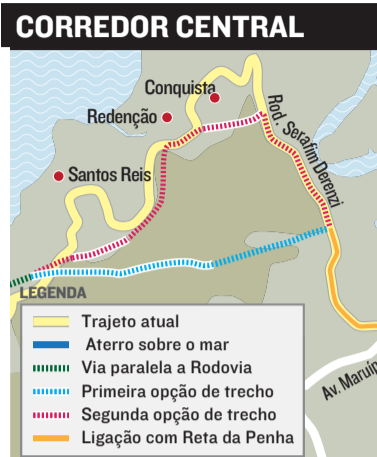 CORREDOR CENTRAL
Conquista
Redenção
Rod. Serafim Derenzi
Santos Reis
LEGENDA
Trajeto atual
Aterro sobre o mar
Via paralela a Rodovia
Primeira opção de trecho
Segunda opção de trecho
Ligação com Reta da Penha
Av. Maruíp